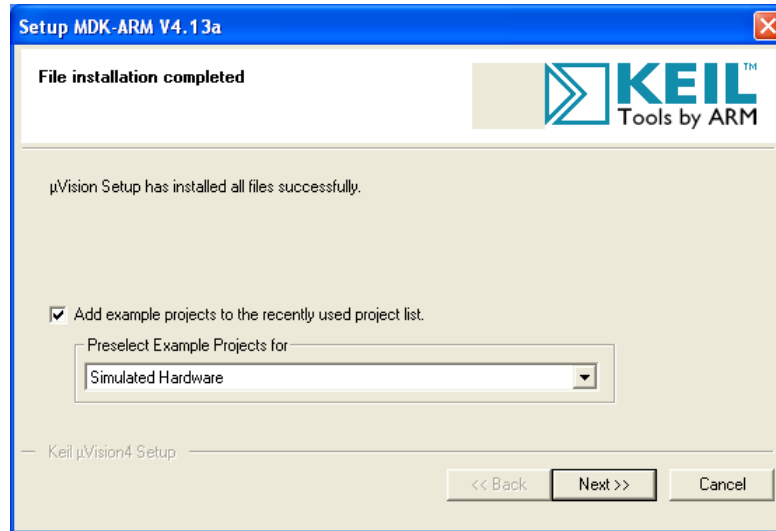 Setup MDK-ARM V4.13a
File installation completed
KEIL™
Tools by ARM
µVision Setup has installed all files successfully.
Add example projects to the recently used project list.
Preselect Example Projects for
Simulated Hardware
Keil µVision4 Setup
<< Back Next >> Cancel